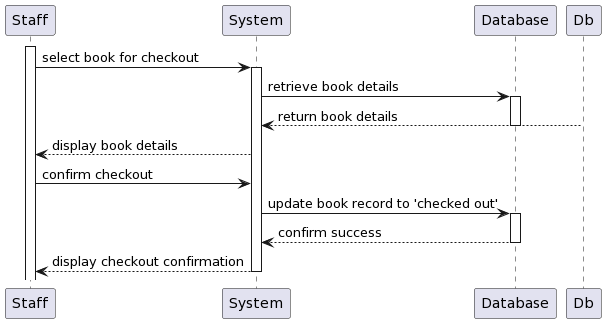 Staff System Database Db
select book for checkout
retrieve book details
return book details
display book details
confirm checkout
update book record to 'checked out'
confirm success
display checkout confirmation
Staff System Database Db